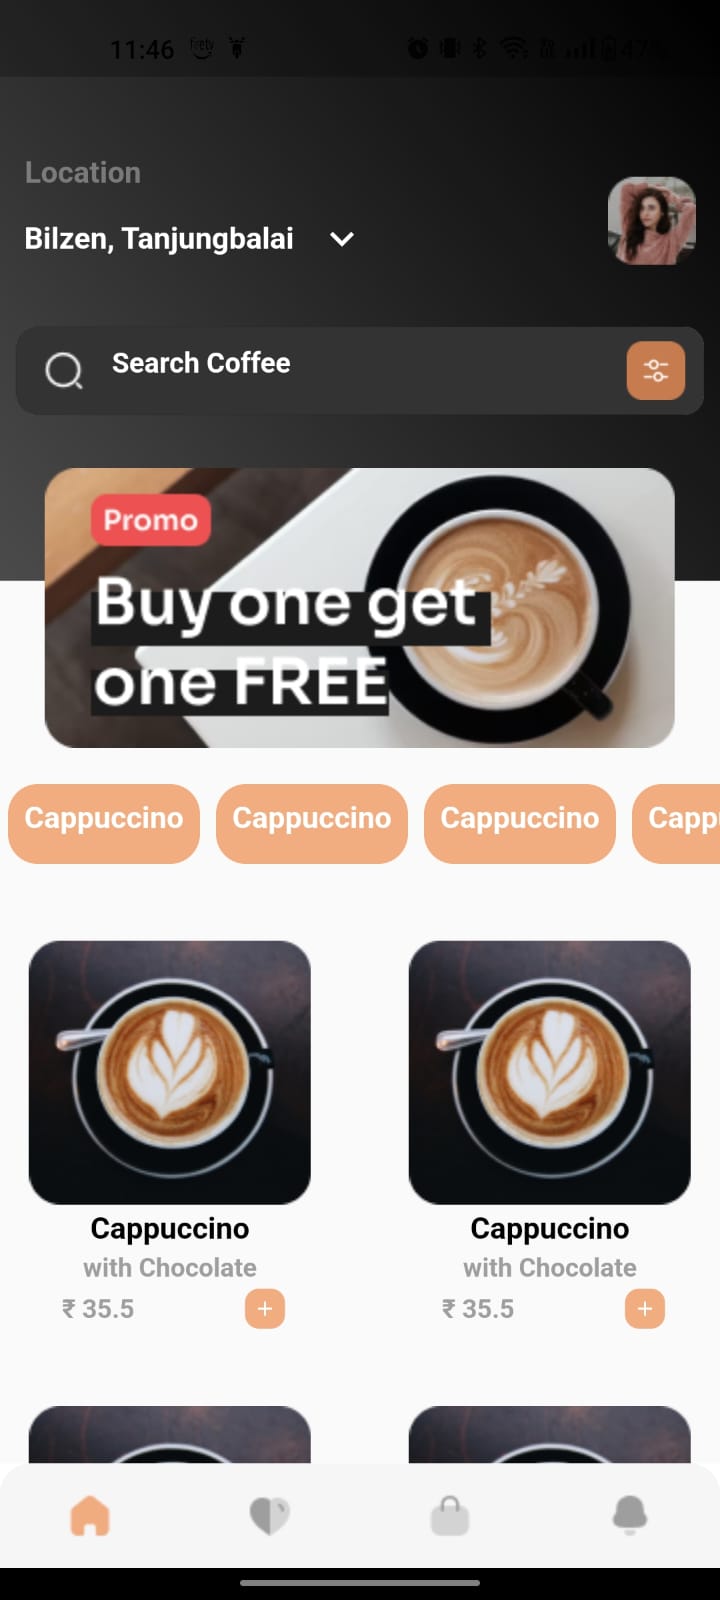 11:46
Location
Bilzen, Tanjungbalai
Search Coffee
Promo
Buy one get
one FREE
Cappuccino Cappuccino Cappuccino Capp
Cappuccino Cappuccino
with Chocolate with Chocolate
₹ 35.5 + ₹ 35.5 +